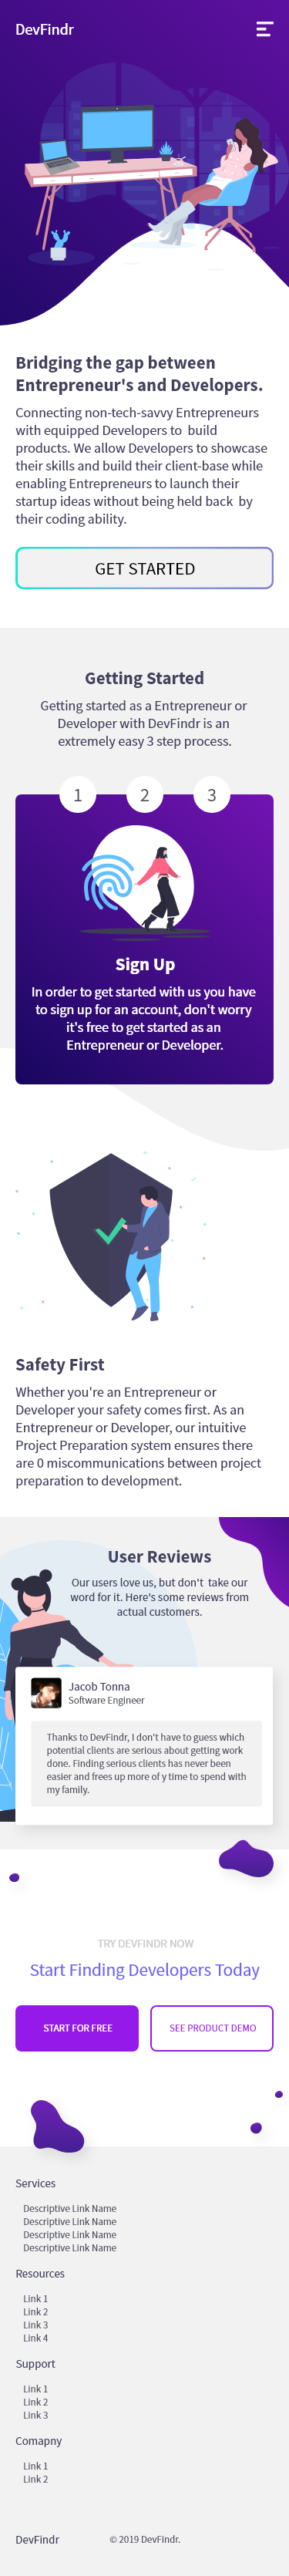 DevFindr
Bridging the gap between
Entrepreneur's and Developers.
Connecting non-tech-savvy Entrepreneurs
with equipped Developers to build
products. We allow Developers to showcase
their skills and build their client-base while
enabling Entrepreneurs to launch their
startup ideas without being held back by
their coding ability.
GET STARTED
Getting Started
Getting started as a Entrepreneur or
Developer with DevFindr is an
extremely easy 3 step process.
1 2 3
Sign Up
In order to get started with us you have
to sign up for an account, don't worry
it's free to get started as an
Entrepreneur or Developer.
Safety First
Whether you're an Entrepreneur or
Developer your safety comes first. As an
Entrepreneur or Developer, our intuitive
Project Preparation system ensures there
are 0 miscommunications between project
preparation to development.
User Reviews
Our users love us, but don't take our
word for it. Here's some reviews from
actual customers.
Jacob Tonna
Software Engineer
Thanks to DevFindr, I don't have to guess which
potential clients are serious about getting work
done. Finding serious clients has never been
easier and frees up more of y time to spend with
my family.
TRY DEVFINDR NOW
Start Finding Developers Today
START FOR FREE
SEE PRODUCT DEMO
Services
Descriptive Link Name
Descriptive Link Name
Descriptive Link Name
Descriptive Link Name
Resources
Link 1
Link 2
Link 3
Link 4
Support
Link 1
Link 2
Link 3
Comapny
Link 1
Link 2
DevFindr © 2019 DevFindr.